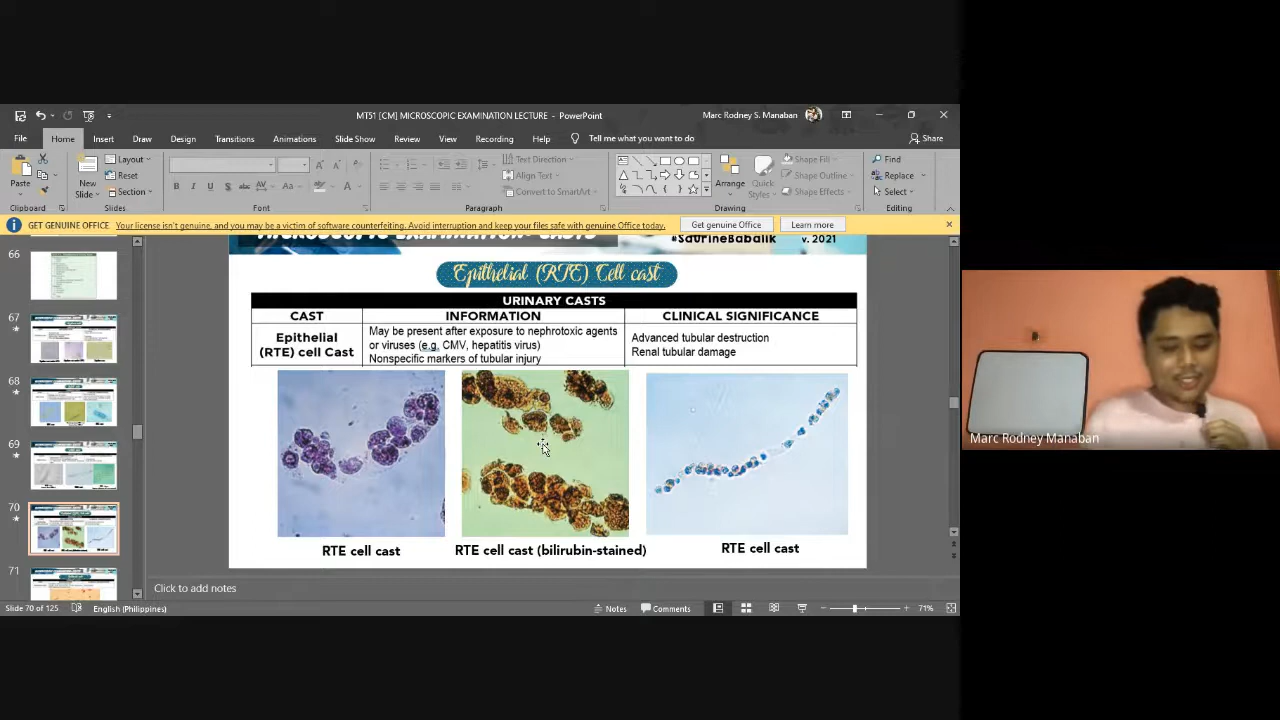 MT51 [CM] MICROSCOPIC EXAMINATION LECTURE - PowerPoint
Marc Rodney S. Manaban
File Home Insert Draw Design Transitions Animations Slide Show Review View Recording Help Tell me what you want to do Share
Paste
New
Slide
Layout
Reset
Section
B I U S abc AV Aa A
Text Direction
Align Text
Convert to SmartArt
Arrange
Quick
Styles
Shape Fill
Shape Outline
Shape Effects
Find
Replace
Select
Clipboard Slides Font Paragraph Drawing Editing
GET GENUINE OFFICE Your license isn't genuine, and you may be a victim of software counterfeiting. Avoid interruption and keep your files safe with genuine Office today. Get genuine Office Learn more
66
67
68
69
70
71
MICROSCOPIC EXAMINATION- CASTS
#SaurineBabalik v. 2021
Epithelial (RTE) Cell cast
URINARY CASTS
CAST INFORMATION CLINICAL SIGNIFICANCE
Epithelial
(RTE) cell Cast
May be present after exposure to nephrotoxic agents
or viruses (e.g. CMV, hepatitis virus)
Nonspecific markers of tubular injury
Advanced tubular destruction
Renal tubular damage
RTE cell cast
RTE cell cast (bilirubin-stained)
RTE cell cast
Click to add notes
Slide 70 of 125 English (Philippines) Notes Comments 71%
Marc Rodney Manaban